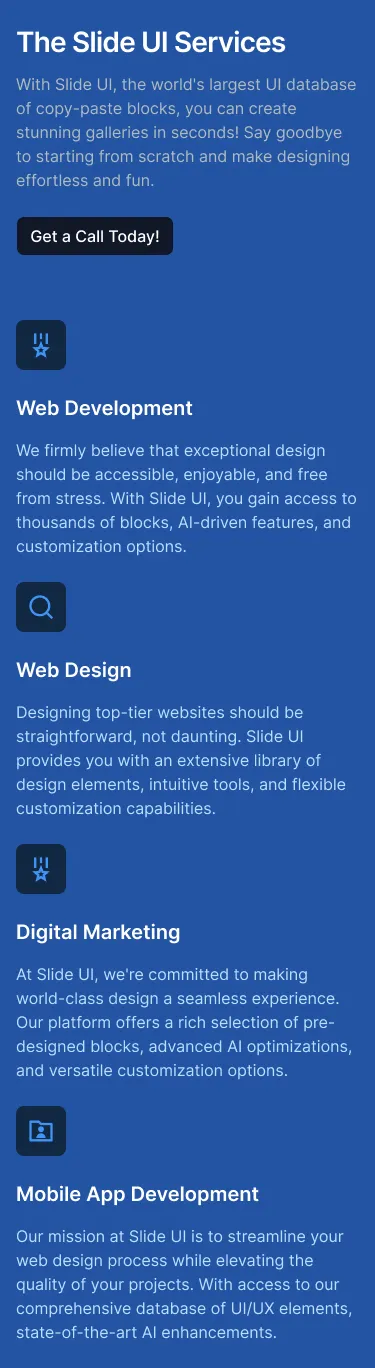 The Slide UI Services
With Slide UI, the world's largest UI database
of copy-paste blocks, you can create
stunning galleries in seconds! Say goodbye
to starting from scratch and make designing
effortless and fun.
Get a Call Today!
Web Development
We firmly believe that exceptional design
should be accessible, enjoyable, and free
from stress. With Slide UI, you gain access to
thousands of blocks, AI-driven features, and
customization options.
Web Design
Designing top-tier websites should be
straightforward, not daunting. Slide UI
provides you with an extensive library of
design elements, intuitive tools, and flexible
customization capabilities.
Digital Marketing
At Slide UI, we're committed to making
world-class design a seamless experience.
Our platform offers a rich selection of pre-
designed blocks, advanced AI optimizations,
and versatile customization options.
Mobile App Development
Our mission at Slide UI is to streamline your
web design process while elevating the
quality of your projects. With access to our
comprehensive database of UI/UX elements,
state-of-the-art AI enhancements.